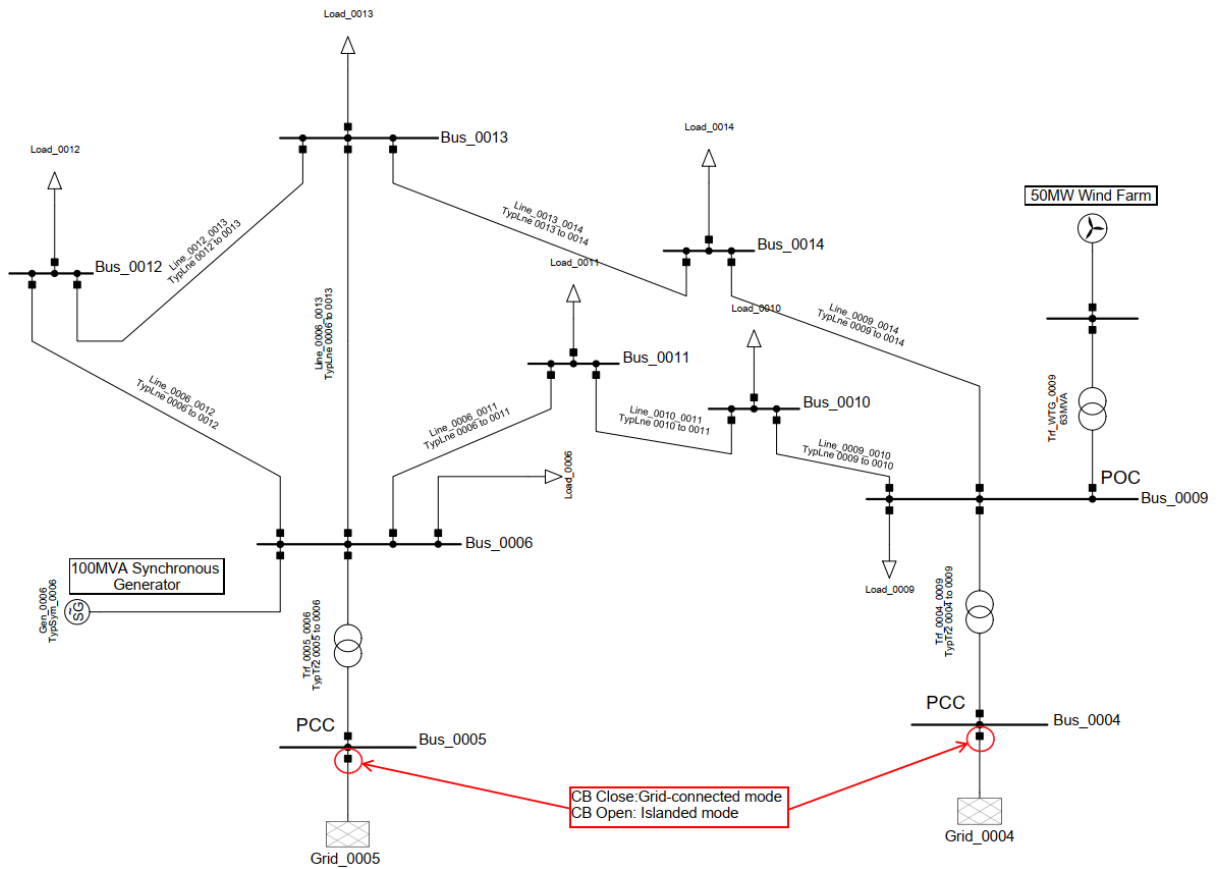 Load_0013
Bus_0013
Load_0012
Bus_0012
Line_0012_0013
TypLne 0012 to 0013
Line_0006_0013
TypLne 0006 to 0013
Line_0013_0014
TypLne 0013 to 0014
Load_0014
Bus_0014
50MW Wind Farm
Load_0011
Bus_0011
Load_0010
Bus_0010
Line_0009_0014
TypLne 0009 to 0014
Line_0006_0012
TypLne 0006 to 0012
Line_0006_0011
TypLne 0006 to 0011
Line_0010_0011
TypLne 0010 to 0011
Line_0009_0010
TypLne 0009 to 0010
Trf_WTG_0009
63MVA
POC
Bus_0009
Load_0006
Bus_0006
Load_0009
100MVA Synchronous
Generator
Gen_0006
TypSym_0006
SG
~
Trf_0005_0006
TypTr2 0005 to 0006
Trf_0004_0009
TypTr2 0004 to 0009
PCC
Bus_0005
PCC
Bus_0004
CB Close:Grid-connected mode
CB Open: Islanded mode
Grid_0005
Grid_0004